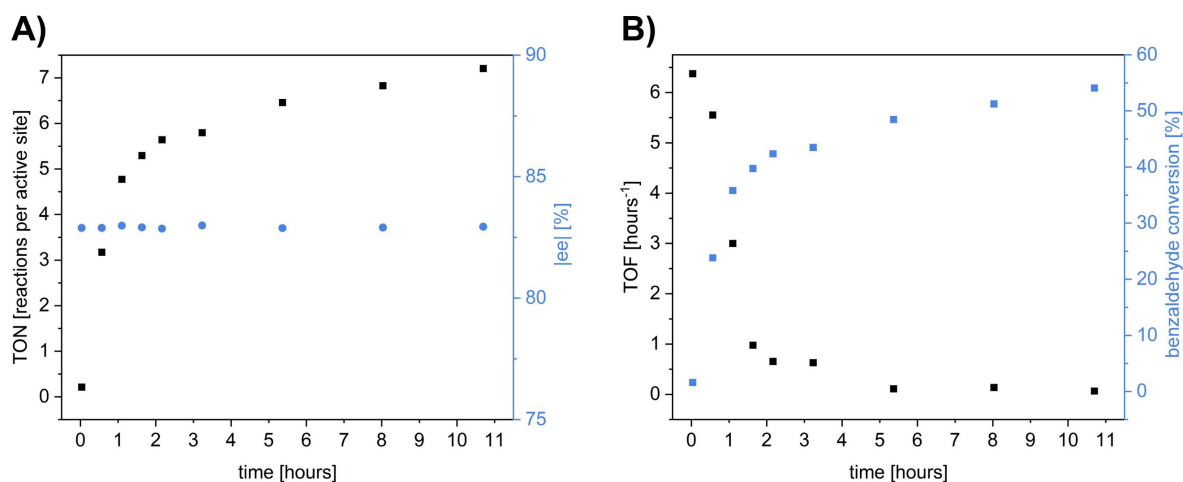 A)
TON [reactions per active site]
7
6
5
4
3
2
1
0
90
85
80
75
|ee| [%]
0 1 2 3 4 5 6 7 8 9 10 11
time [hours]
B)
TOF [hours⁻¹]
6
5
4
3
2
1
0
60
50
40
30
20
10
0
benzaldehyde conversion [%]
0 1 2 3 4 5 6 7 8 9 10 11
time [hours]